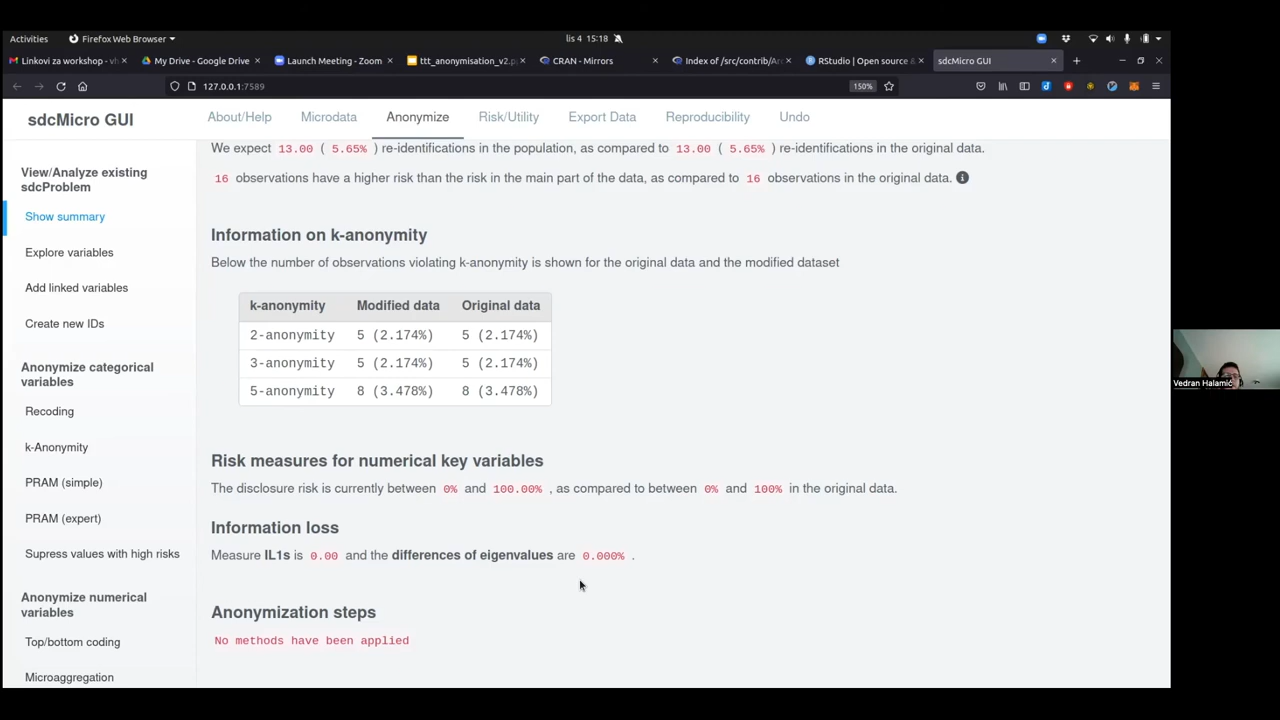 Activities
Firefox Web Browser
lis 4 15:18
Linkovi za workshop - vh
My Drive - Google Drive
Launch Meeting - Zoom
ttt_anonymisation_v2.p
CRAN - Mirrors
Index of /src/contrib/Arc
RStudio | Open source &
sdcMicro GUI
127.0.0.1:7589
150%
sdcMicro GUI
About/Help
Microdata
Anonymize
Risk/Utility
Export Data
Reproducibility
Undo
View/Analyze existing
sdcProblem
Show summary
Explore variables
Add linked variables
Create new IDs
Anonymize categorical
variables
Recoding
k-Anonymity
PRAM (simple)
PRAM (expert)
Supress values with high risks
Anonymize numerical
variables
Top/bottom coding
Microaggregation
We expect 13.00 ( 5.65% ) re-identifications in the population, as compared to 13.00 ( 5.65% ) re-identifications in the original data.
16 observations have a higher risk than the risk in the main part of the data, as compared to 16 observations in the original data.
Information on k-anonymity
Below the number of observations violating k-anonymity is shown for the original data and the modified dataset
k-anonymity Modified data Original data
2-anonymity 5 (2.174%) 5 (2.174%)
3-anonymity 5 (2.174%) 5 (2.174%)
5-anonymity 8 (3.478%) 8 (3.478%)
Risk measures for numerical key variables
The disclosure risk is currently between 0% and 100.00% , as compared to between 0% and 100% in the original data.
Information loss
Measure IL1s is 0.00 and the differences of eigenvalues are 0.000% .
Anonymization steps
No methods have been applied
Vedran Halamić